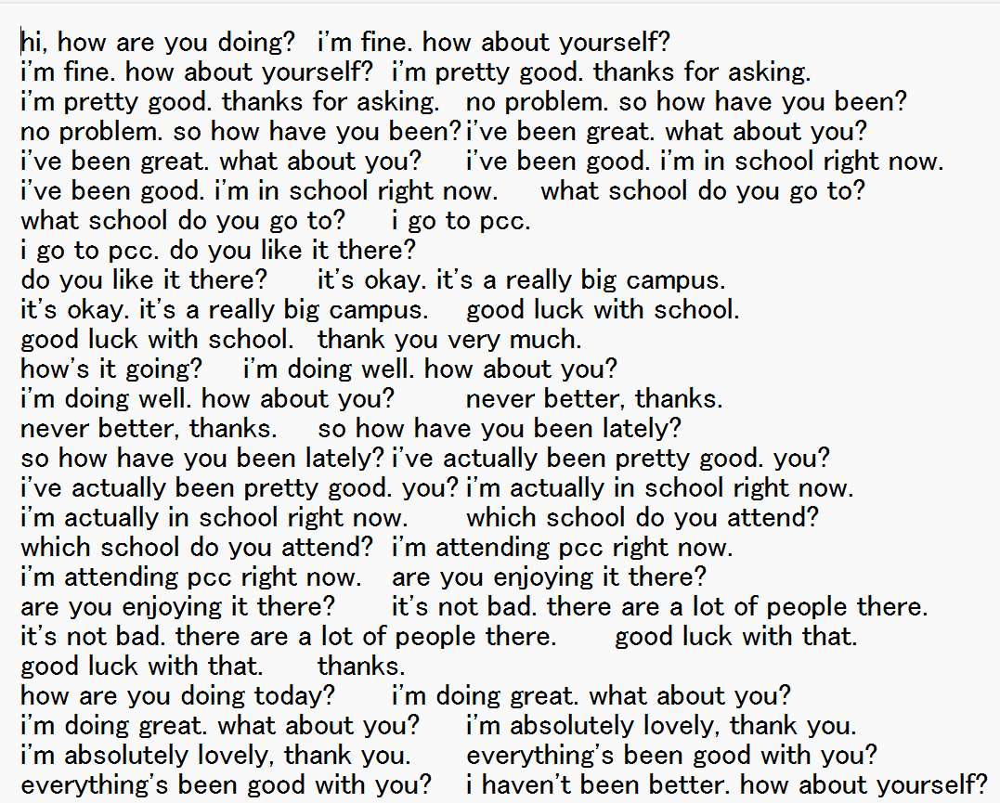 hi, how are you doing?	i'm fine. how about yourself?
i'm fine. how about yourself?	i'm pretty good. thanks for asking.
i'm pretty good. thanks for asking.	no problem. so how have you been?
no problem. so how have you been?	i've been great. what about you?
i've been great. what about you?	i've been good. i'm in school right now.
i've been good. i'm in school right now.	what school do you go to?
what school do you go to?	i go to pcc.
i go to pcc.	do you like it there?
do you like it there?	it's okay. it's a really big campus.
it's okay. it's a really big campus.	good luck with school.
good luck with school.	thank you very much.
how's it going?	i'm doing well. how about you?
i'm doing well. how about you?	never better, thanks.
never better, thanks.	so how have you been lately?
so how have you been lately?	i've actually been pretty good. you?
i've actually been pretty good. you?	i'm actually in school right now.
i'm actually in school right now.	which school do you attend?
which school do you attend?	i'm attending pcc right now.
i'm attending pcc right now.	are you enjoying it there?
are you enjoying it there?	it's not bad. there are a lot of people there.
it's not bad. there are a lot of people there.	good luck with that.
good luck with that.	thanks.
how are you doing today?	i'm doing great. what about you?
i'm doing great. what about you?	i'm absolutely lovely, thank you.
i'm absolutely lovely, thank you.	everything's been good with you?
everything's been good with you?	i haven't been better. how about yourself?